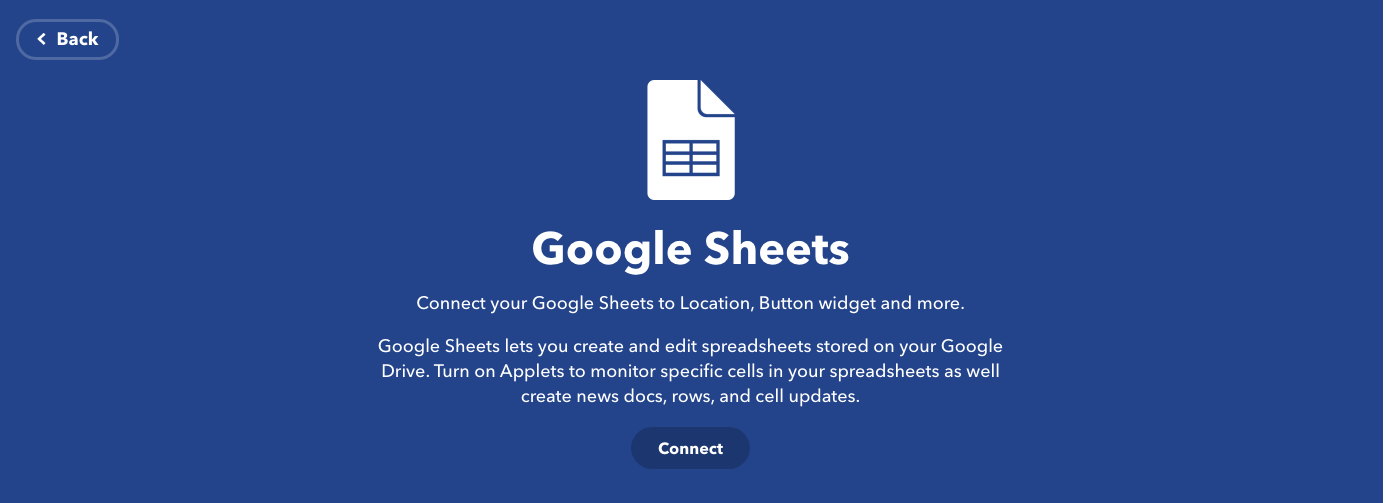 Back
Google Sheets
Connect your Google Sheets to Location, Button widget and more.
Google Sheets lets you create and edit spreadsheets stored on your Google
Drive. Turn on Applets to monitor specific cells in your spreadsheets as well
create news docs, rows, and cell updates.
Connect